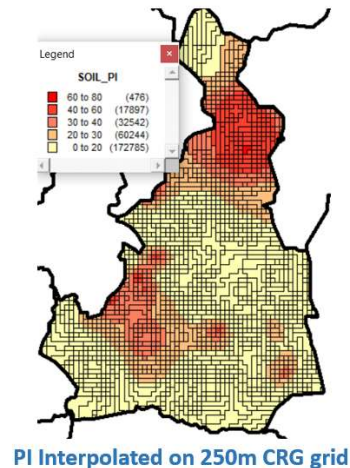 Legend
SOIL_PI
60 to 80 (476)
40 to 60 (17897)
30 to 40 (32542)
20 to 30 (60244)
0 to 20 (172785)
PI Interpolated on 250m CRG grid